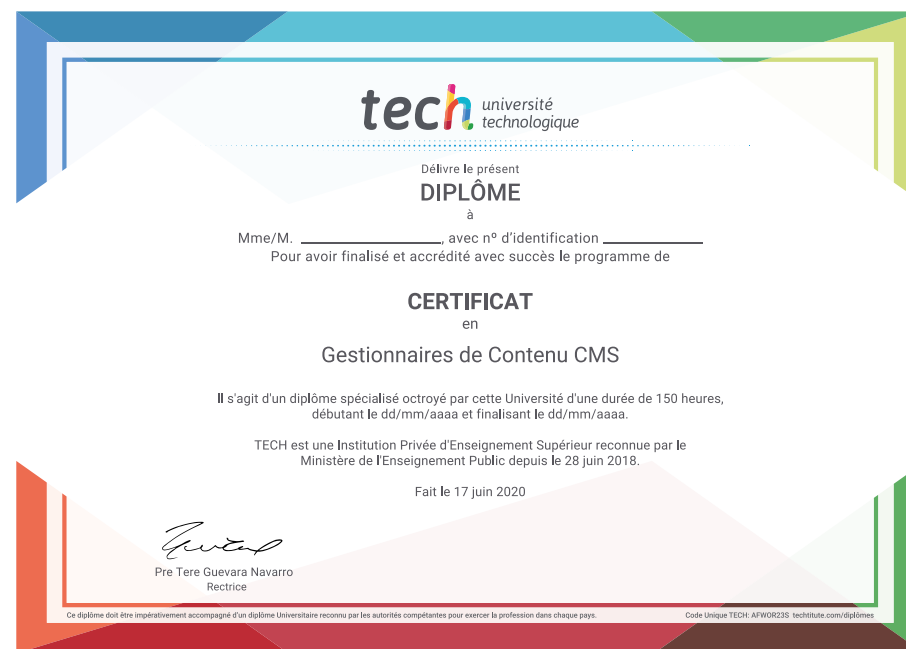 tech université
technologique
Délivre le présent
DIPLÔME
à
Mme/M. ____________________, avec nº d'identification ______________
Pour avoir finalisé et accrédité avec succès le programme de
CERTIFICAT
en
Gestionnaires de Contenu CMS
Il s'agit d'un diplôme spécialisé octroyé par cette Université d'une durée de 150 heures,
débutant le dd/mm/aaaa et finalisant le dd/mm/aaaa.
TECH est une Institution Privée d'Enseignement Supérieur reconnue par le
Ministère de l'Enseignement Public depuis le 28 juin 2018.
Fait le 17 juin 2020
Pre Tere Guevara Navarro
Rectrice
Ce diplôme doit être impérativement accompagné d'un diplôme Universitaire reconnu par les autorités compétentes pour exercer la profession dans chaque pays.
Code Unique TECH: AFWOR23S techtitute.com/diplômes